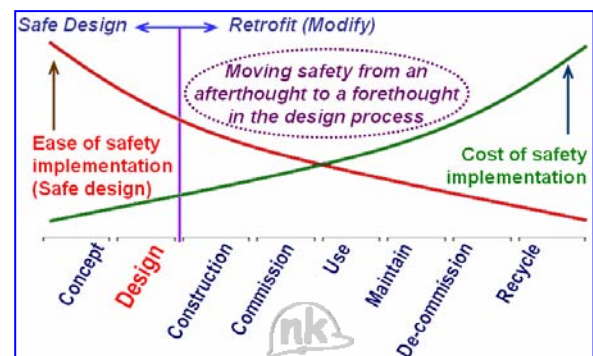 Safe Design
Retrofit (Modify)
Moving safety from an
afterthought to a forethought
in the design process
Ease of safety
implementation
(Safe design)
Cost of safety
implementation
Concept
Design
Construction
Commission
Use
Maintain
De-commission
Recycle
nk